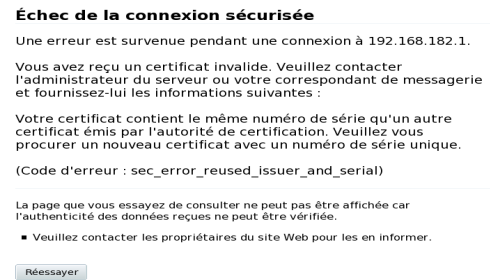 Échec de la connexion sécurisée
Une erreur est survenue pendant une connexion à 192.168.182.1.
Vous avez reçu un certificat invalide. Veuillez contacter
l'administrateur du serveur ou votre correspondant de messagerie
et fournissez-lui les informations suivantes :
Votre certificat contient le même numéro de série qu'un autre
certificat émis par l'autorité de certification. Veuillez vous
procurer un nouveau certificat avec un numéro de série unique.
(Code d'erreur : sec_error_reused_issuer_and_serial)
La page que vous essayez de consulter ne peut pas être affichée car
l'authenticité des données reçues ne peut être vérifiée.
▪ Veuillez contacter les propriétaires du site Web pour les en informer.
Réessayer